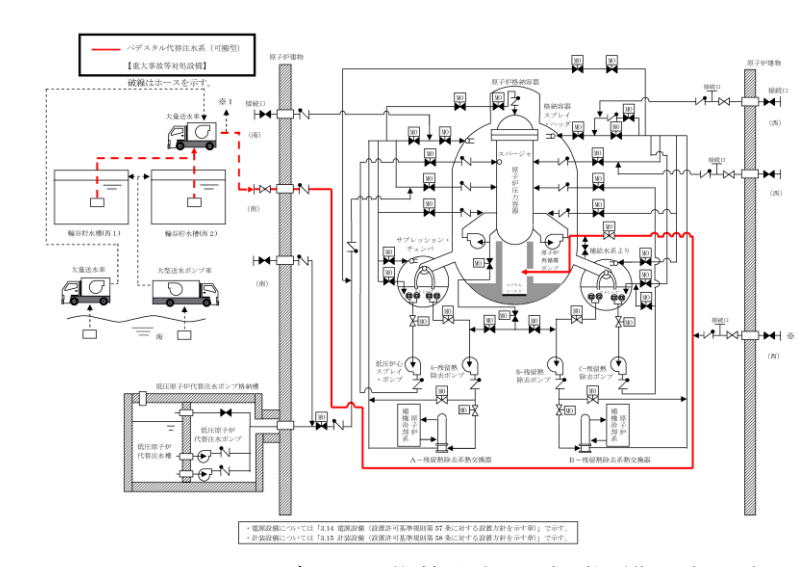 ペデスタル代替注水系（可搬型）
【重大事故等対処設備】
破線はホースを示す。
原子炉建物
原子炉建物
※1
大量送水車
接続口
(南)
輪谷貯水槽(西1)
輪谷貯水槽(西2)
(南)
大量送水車
大型送水ポンプ車
(南)
海
原子炉格納容器
格納容器
スプレイ・
ヘッダ
スパージャ
原子炉圧力容器
サプレッション・
チェンバ
原子炉
再循環
ポンプ
補給水系より
接続口
接続口
(西)
接続口
(西)
接続口
※
(西)
低圧炉心
スプレイ
・ポンプ
A-残留熱
除去ポンプ
B-残留熱
除去ポンプ
C-残留熱
除去ポンプ
低圧原子炉代替注水ポンプ格納槽
低圧原子炉
代替注水ポンプ
低圧原子炉
代替注水槽
原子炉
補機冷却系
原子炉
補機冷却系
A－残留熱除去系熱交換器
B－残留熱除去系熱交換器
・電源設備については「3.14 電源設備（設置許可基準規則第57条に対する設置方針を示す章）」で示す。
・計装設備については「3.15 計装設備（設置許可基準規則第58条に対する設置方針を示す章）」で示す。